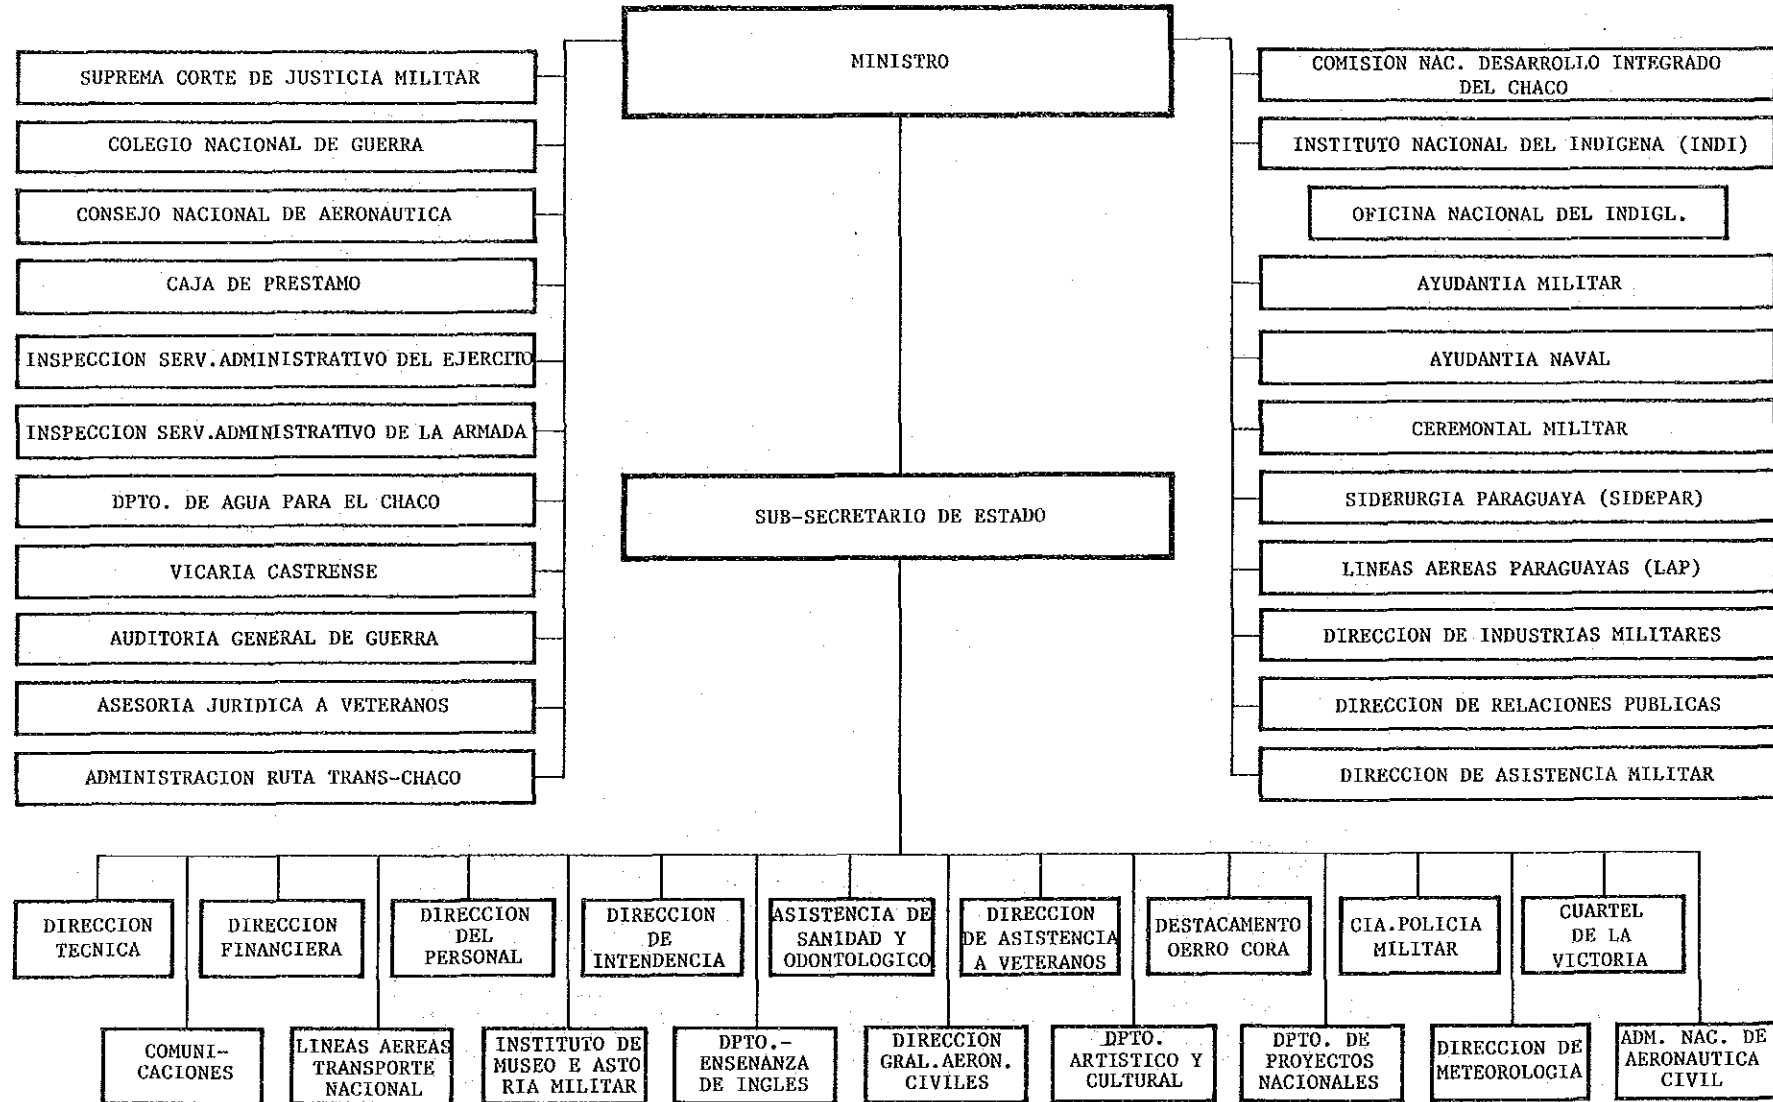 MINISTRO
SUPREMA CORTE DE JUSTICIA MILITAR
COLEGIO NACIONAL DE GUERRA
CONSEJO NACIONAL DE AERONAUTICA
CAJA DE PRESTAMO
INSPECCION SERV.ADMINISTRATIVO DEL EJERCITO
INSPECCION SERV.ADMINISTRATIVO DE LA ARMADA
DPTO. DE AGUA PARA EL CHACO
VICARIA CASTRENSE
AUDITORIA GENERAL DE GUERRA
ASESORIA JURIDICA A VETERANOS
ADMINISTRACION RUTA TRANS-CHACO
COMISION NAC. DESARROLLO INTEGRADO
DEL CHACO
INSTITUTO NACIONAL DEL INDIGENA (INDI)
OFICINA NACIONAL DEL INDIGL.
AYUDANTIA MILITAR
AYUDANTIA NAVAL
CEREMONIAL MILITAR
SIDERURGIA PARAGUAYA (SIDEPAR)
LINEAS AEREAS PARAGUAYAS (LAP)
DIRECCION DE INDUSTRIAS MILITARES
DIRECCION DE RELACIONES PUBLICAS
DIRECCION DE ASISTENCIA MILITAR
SUB-SECRETARIO DE ESTADO
DIRECCION
TECNICA
DIRECCION
FINANCIERA
DIRECCION
DEL
PERSONAL
DIRECCION
DE
INTENDENCIA
ASISTENCIA DE
SANIDAD Y
ODONTOLOGICO
DIRECCION
DE ASISTENCIA
A VETERANOS
DESTACAMENTO
OERRO CORA
CIA.POLICIA
MILITAR
CUARTEL
DE LA
VICTORIA
COMUNI-
CACIONES
LINEAS AEREAS
TRANSPORTE
NACIONAL
INSTITUTO DE
MUSEO E ASTO
RIA MILITAR
DPTO.-
ENSENANZA
DE INGLES
DIRECCION
GRAL.AERON.
CIVILES
DPTO.
ARTISTICO Y
CULTURAL
DPTO. DE
PROYECTOS
NACIONALES
DIRECCION DE
METEOROLOGIA
ADM. NAC. DE
AERONAUTICA
CIVIL